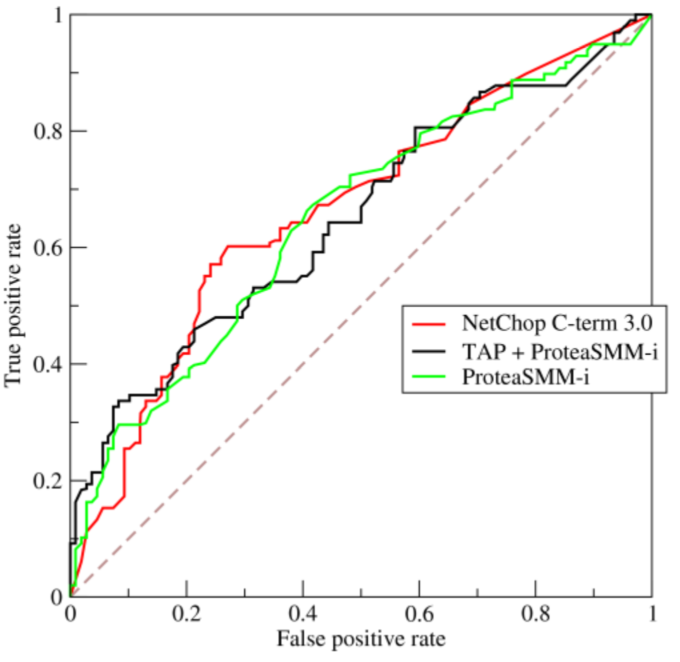 1
0.8
0.6
0.4
0.2
0
True positive rate
NetChop C-term 3.0
TAP + ProteaSMM-i
ProteaSMM-i
0
0.2
0.4
0.6
0.8
1
False positive rate